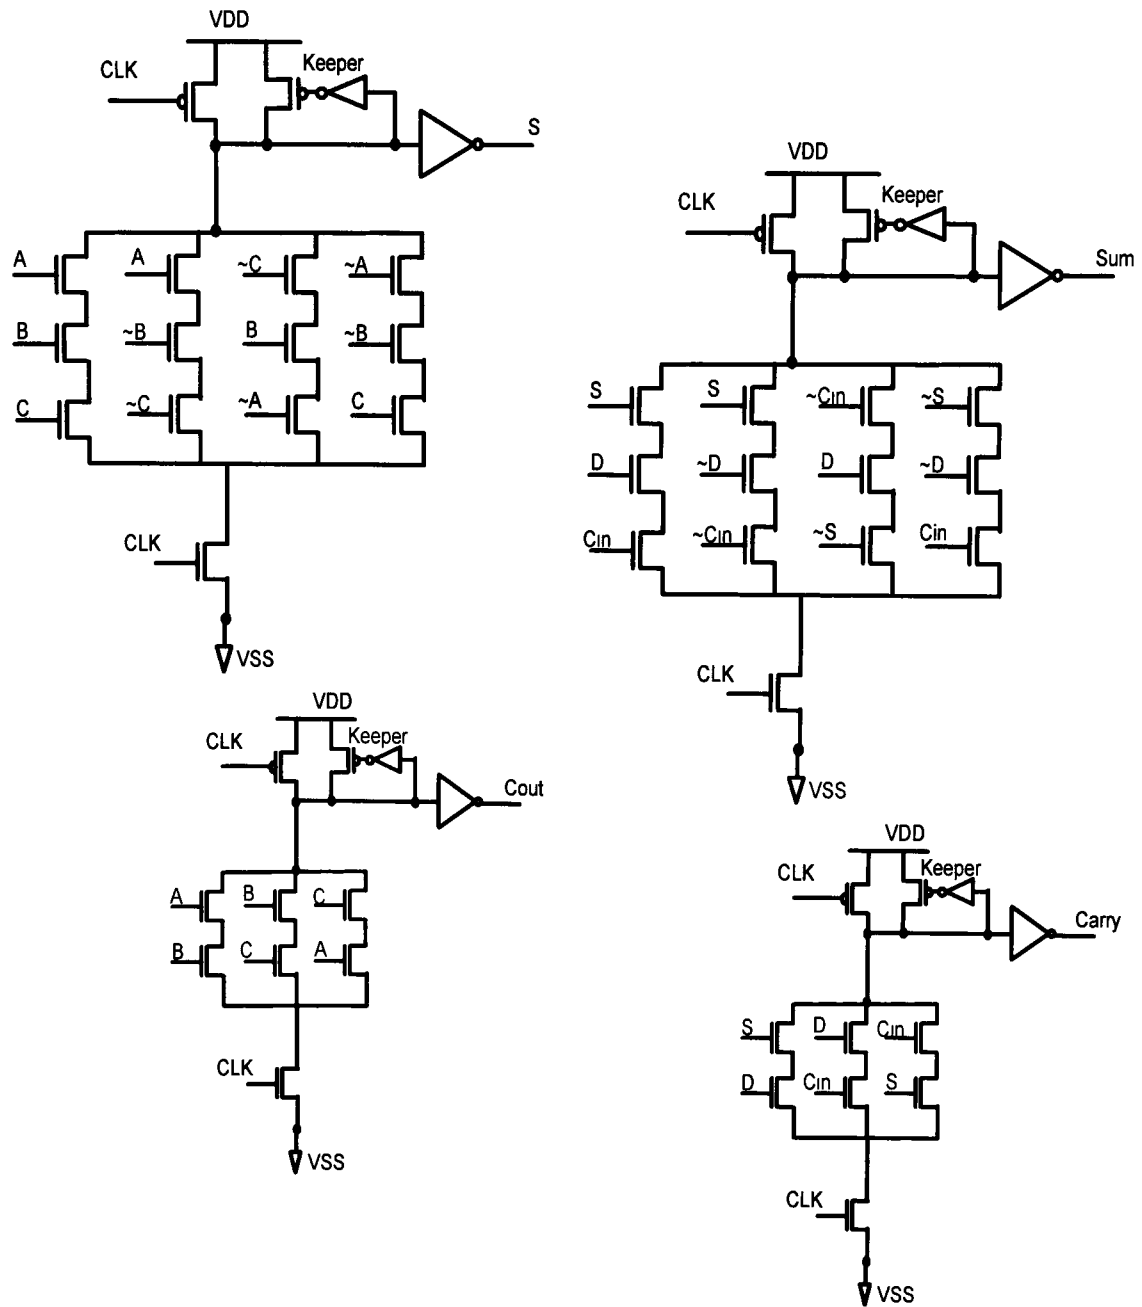 VDD
Keeper
CLK
S
A A ~C ~A
B ~B B ~B
C ~C ~A C
CLK
VSS
VDD
Keeper
CLK
Sum
S S ~Cin ~S
D ~D D ~D
Cin ~Cin ~S Cin
CLK
VSS
VDD
Keeper
CLK
Cout
A B C
B C A
CLK
VSS
VDD
Keeper
CLK
Carry
S D Cin
D Cin S
CLK
VSS